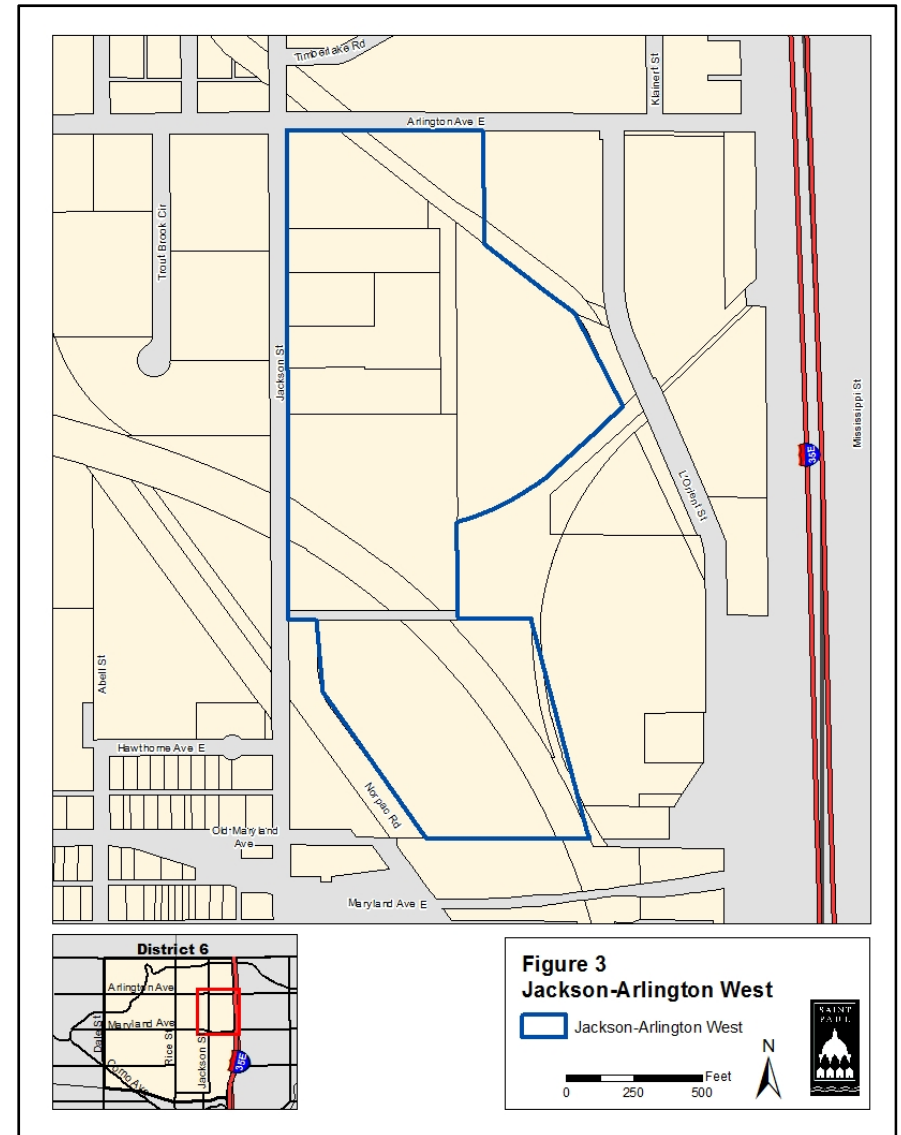 Timberlake Rd
Klainert St
Arlington Ave E
Trout Brook Cir
Jackson St
Mississippi St
35E
L'Orient St
Abell St
Hawthorne Ave E
Norpac Rd
Old Maryland
Ave
Maryland Ave E
District 6
Arlington Ave
Maryland Ave
Dale St
Rice St
Jackson St
Como Ave
35E
Figure 3
Jackson-Arlington West
Jackson-Arlington West
N
Feet
0 250 500
SAINT
PAUL